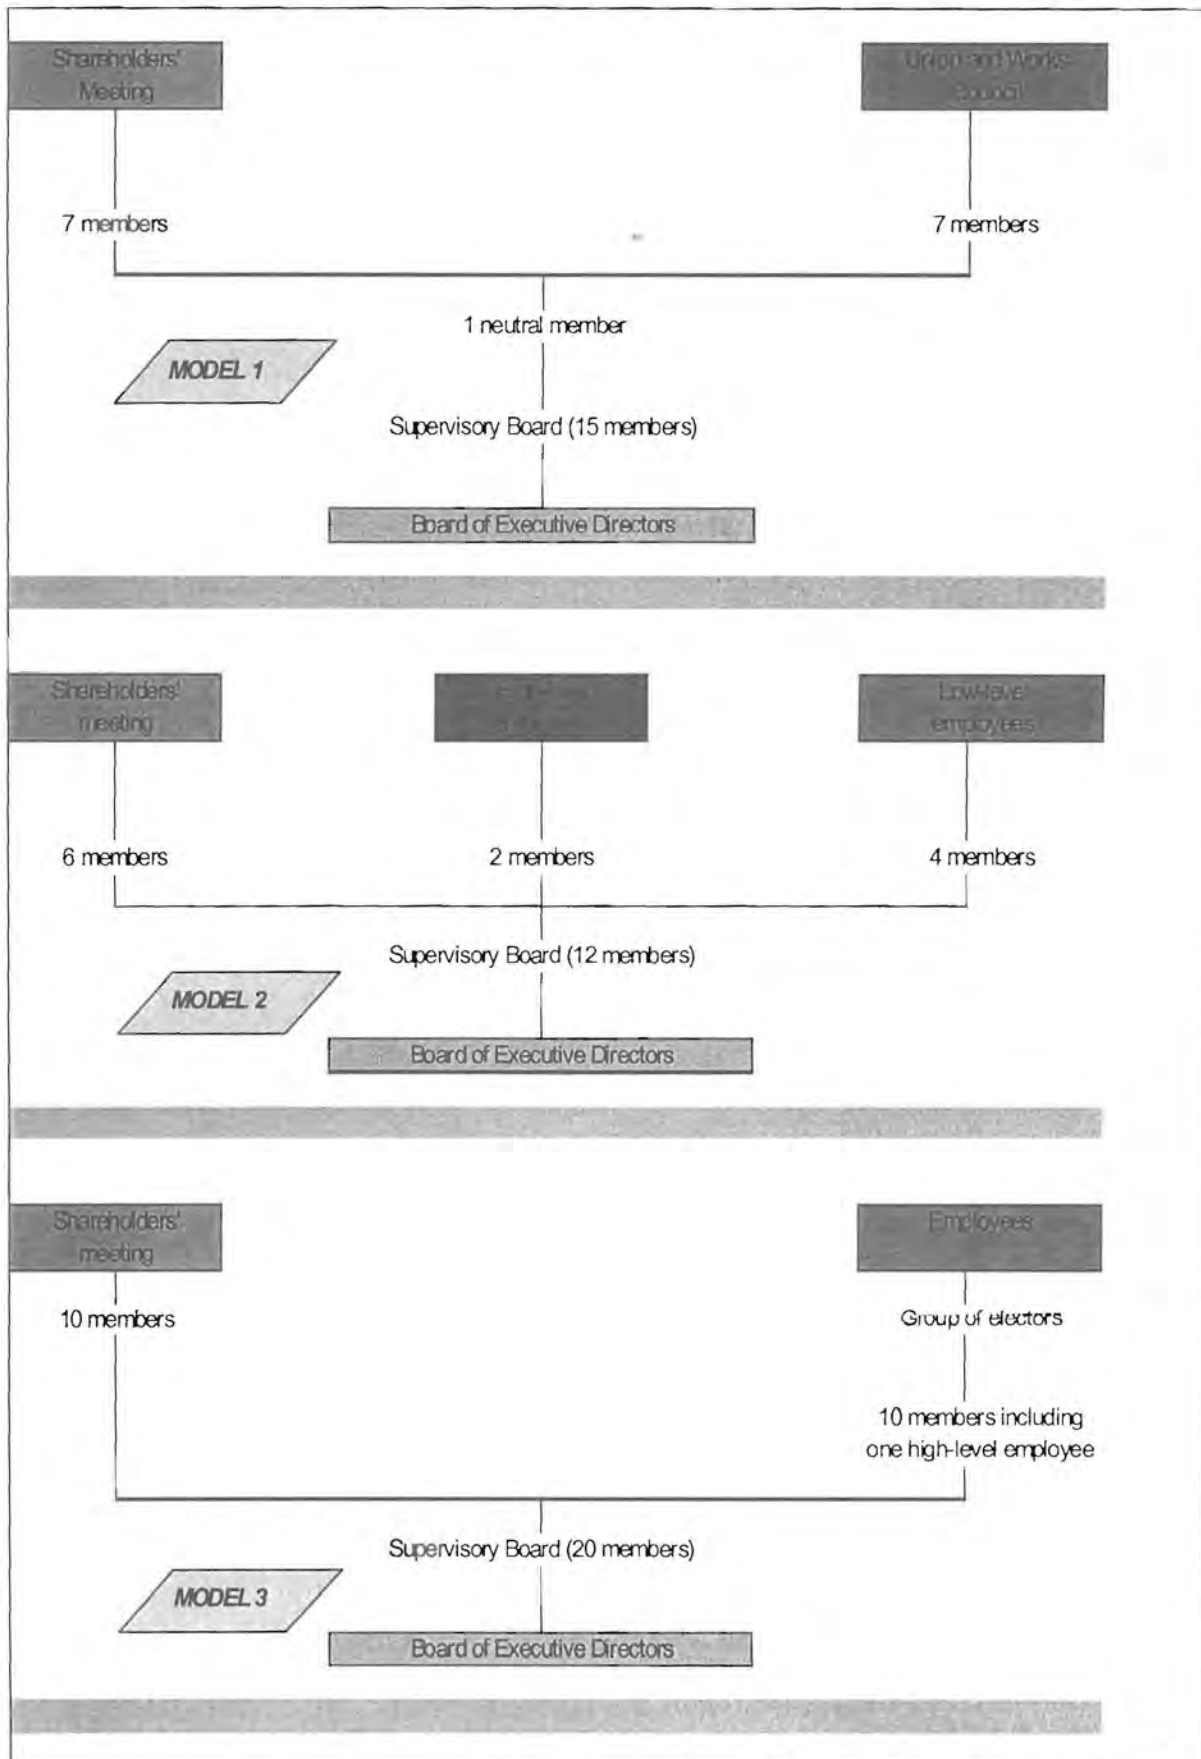 Shareholders'
Meeting
Union and Works
Council
7 members
7 members
1 neutral member
MODEL 1
Supervisory Board (15 members)
Board of Executive Directors
Shareholders'
meeting
Low-level
employees
6 members
2 members
4 members
Supervisory Board (12 members)
MODEL 2
Board of Executive Directors
Shareholders'
meeting
Employees
10 members
Group of electors
10 members including
one high-level employee
Supervisory Board (20 members)
MODEL 3
Board of Executive Directors